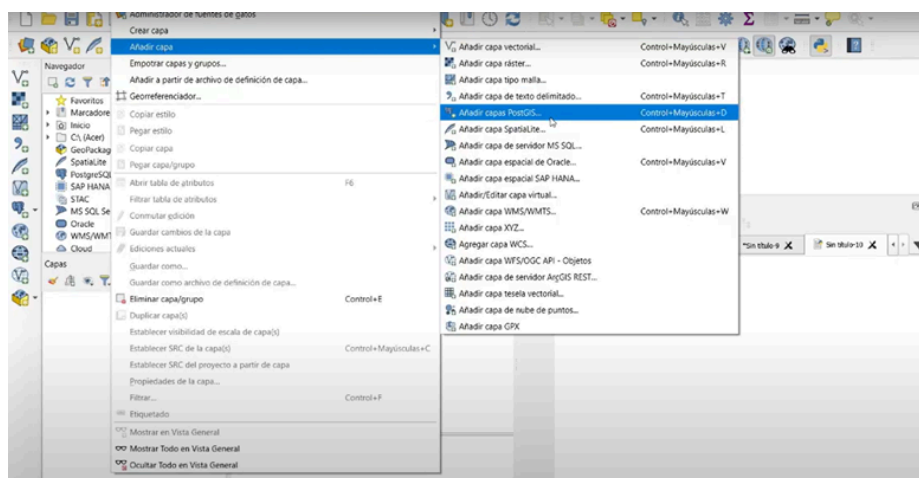 Administrador de fuentes de datos
Crear capa
Añadir capa
Empotrar capas y grupos...
Añadir a partir de archivo de definición de capa...
Georreferenciador...
Copiar estilo
Pegar estilo
Copiar capa
Pegar capa/grupo
Abrir tabla de atributos F6
Filtrar tabla de atributos
Conmutar edición
Guardar cambios de la capa
Ediciones actuales
Guardar como...
Guardar como archivo de definición de capa...
Eliminar capa/grupo Control+E
Duplicar capa(s)
Establecer visibilidad de escala de capa(s)
Establecer SRC de la capa(s) Control+Mayúsculas+C
Establecer SRC del proyecto a partir de capa
Propiedades de la capa...
Filtrar... Control+F
Etiquetado
Mostrar en Vista General
Mostrar Todo en Vista General
Ocultar Todo en Vista General
Añadir capa vectorial... Control+Mayúsculas+V
Añadir capa ráster... Control+Mayúsculas+R
Añadir capa tipo malla...
Añadir capa de texto delimitado... Control+Mayúsculas+T
Añadir capas PostGIS... Control+Mayúsculas+D
Añadir capa SpatiaLite... Control+Mayúsculas+L
Añadir capa de servidor MS SQL...
Añadir capa espacial de Oracle... Control+Mayúsculas+V
Añadir capa espacial SAP HANA...
Añadir/Editar capa virtual...
Añadir capa WMS/WMTS... Control+Mayúsculas+W
Añadir capa XYZ...
Agregar capa WCS...
Añadir capa WFS/OGC API - Objetos
Añadir capa de servidor ArcGIS REST...
Añadir capa tesela vectorial...
Añadir capa de nube de puntos...
Añadir capa GPX
Navegador
Favoritos
Marcadore
Inicio
C:\ (Acer)
GeoPackag
SpatiaLite
PostgreSQL
SAP HANA
STAC
MS SQL Se
Oracle
WMS/WMT
Cloud
Capas
*Sin título-9 X
Sin título-10 X